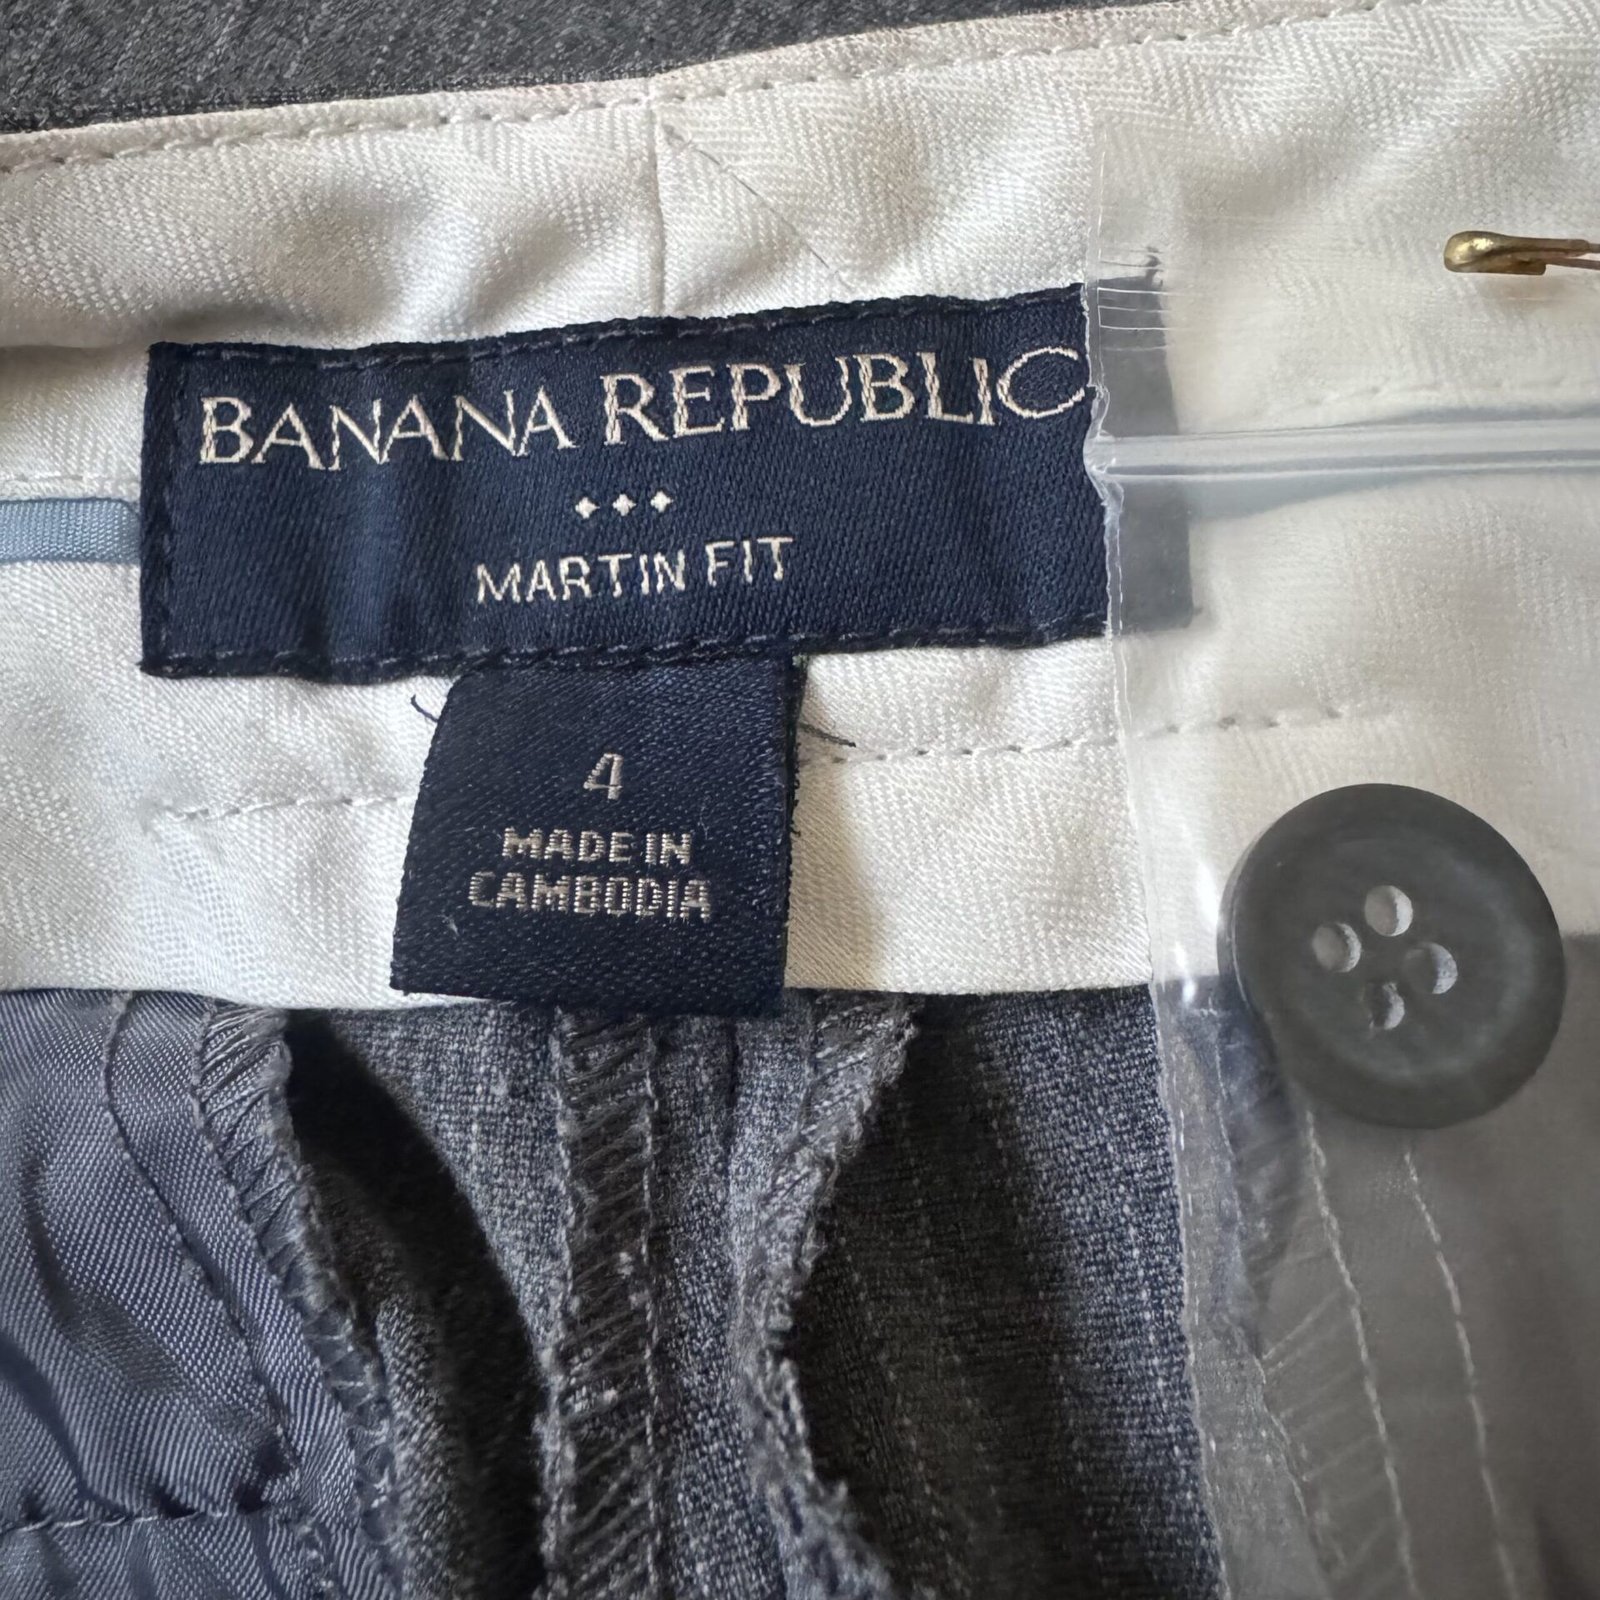 BANANA REPUBLIC
MARTIN FIT
4
MADE IN
CAMBODIA